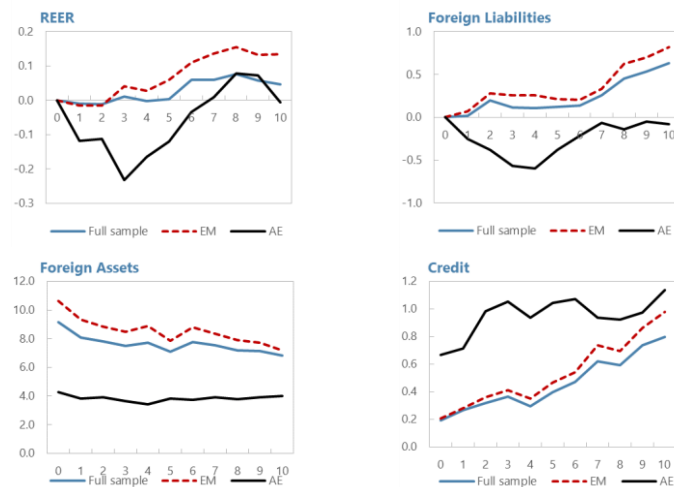 REER
0.2
0.1
0.0
-0.1
-0.2
-0.3
0 1 2 3 4 5 6 7 8 9 10
Full sample EM AE
Foreign Liabilities
1.0
0.5
0.0
-0.5
-1.0
0 1 2 3 4 5 6 7 8 9 10
Full sample EM AE
Foreign Assets
12.0
10.0
8.0
6.0
4.0
2.0
0.0
0 1 2 3 4 5 6 7 8 9 10
Full sample EM AE
Credit
1.2
1.0
0.8
0.6
0.4
0.2
0.0
0 1 2 3 4 5 6 7 8 9 10
Full sample EM AE